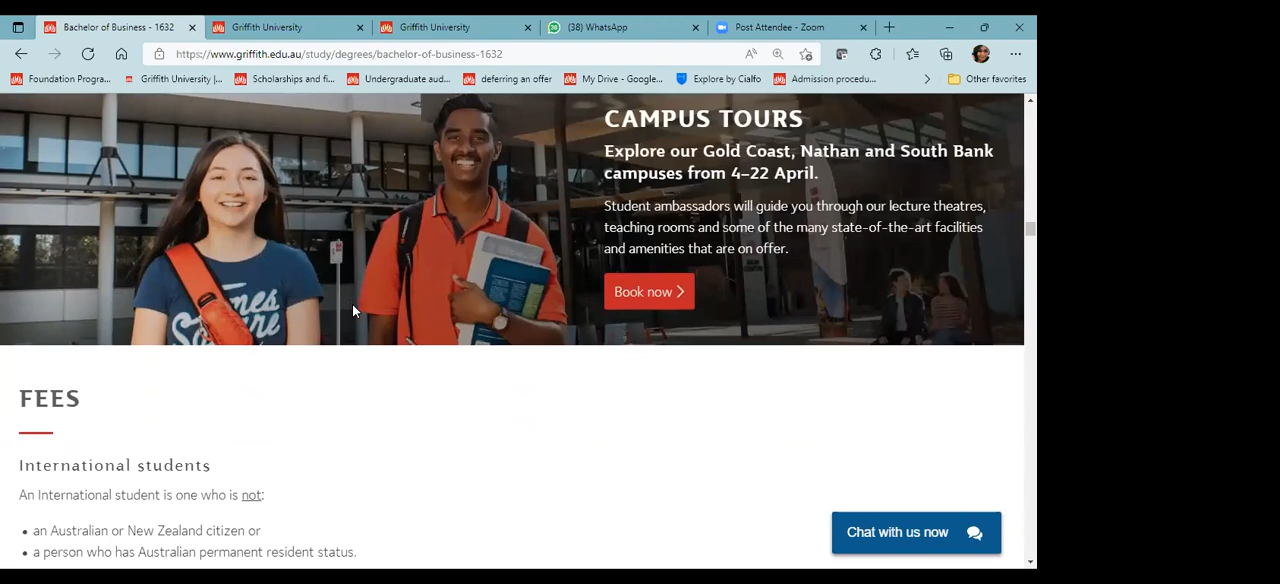 Bachelor of Business - 1632
Griffith University
Griffith University
(38) WhatsApp
Post Attendee - Zoom
https://www.griffith.edu.au/study/degrees/bachelor-of-business-1632
Foundation Progra...
Griffith University |...
Scholarships and fi...
Undergraduate aud...
deferring an offer
My Drive - Google...
Explore by Cialfo
Admission procedu...
Other favorites
CAMPUS TOURS
Explore our Gold Coast, Nathan and South Bank
campuses from 4–22 April.
Student ambassadors will guide you through our lecture theatres,
teaching rooms and some of the many state-of-the-art facilities
and amenities that are on offer.
Book now
FEES
International students
An International student is one who is not:
• an Australian or New Zealand citizen or
• a person who has Australian permanent resident status.
Chat with us now